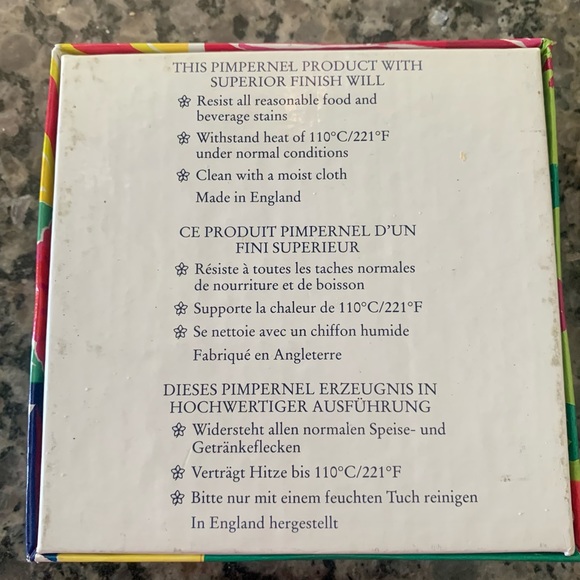 THIS PIMPERNEL PRODUCT WITH
SUPERIOR FINISH WILL
Resist all reasonable food and
beverage stains
Withstand heat of 110°C/221°F
under normal conditions
Clean with a moist cloth
Made in England
CE PRODUIT PIMPERNEL D'UN
FINI SUPERIEUR
Résiste à toutes les taches normales
de nourriture et de boisson
Supporte la chaleur de 110°C/221°F
Se nettoie avec un chiffon humide
Fabriqué en Angleterre
DIESES PIMPERNEL ERZEUGNIS IN
HOCHWERTIGER AUSFÜHRUNG
Widersteht allen normalen Speise- und
Getränkeflecken
Verträgt Hitze bis 110°C/221°F
Bitte nur mit einem feuchten Tuch reinigen
In England hergestellt